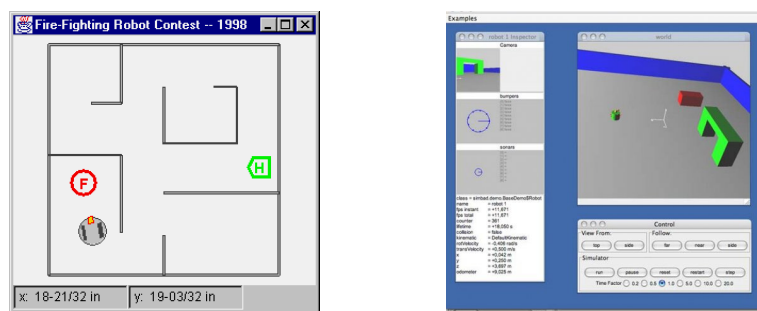 Fire-Fighting Robot Contest -- 1998
F
H
x: 18-21/32 in
y: 19-03/32 in
Examples
robot 1 Inspector
Camera
bumpers
sonars
class = simbad.demo.BaseDemo$Robot
name = robot 1
fps instant = +11,671
fps total = +11,671
counter = 361
lifetime = +18,050 s
collision = false
kinematic = DefaultKinematic
rotVelocity = -0,406 rad/s
transVelocity = +0,500 m/s
x = +0,042 m
y = +0,250 m
z = +3,897 m
odometer = +9,025 m
world
Control
View From:
Follow:
top
side
far
near
side
Simulator
run
pause
reset
restart
step
Time Factor 0.2 0.5 1.0 5.0 10.0 20.0